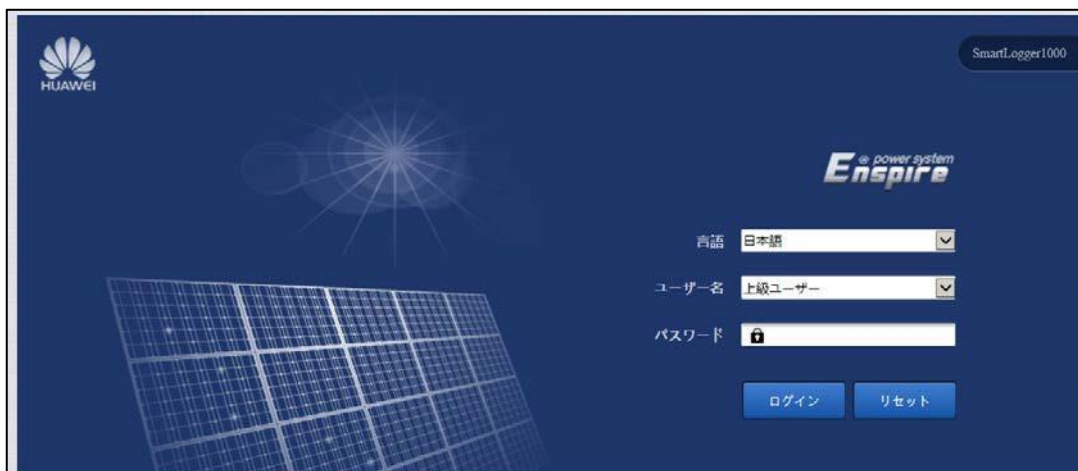 HUAWEI
SmartLogger1000
Enspire @ power system
言語 日本語
ユーザー名 上級ユーザー
パスワード
ログイン リセット